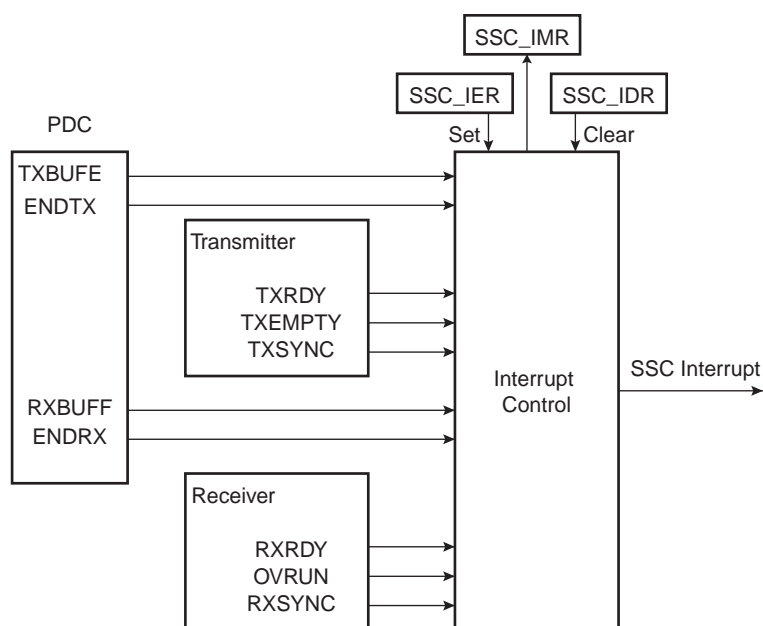 SSC_IMR
SSC_IER
SSC_IDR
PDC
Set
Clear
TXBUFE
ENDTX
Transmitter
TXRDY
TXEMPTY
TXSYNC
RXBUFF
ENDRX
Interrupt
Control
SSC Interrupt
Receiver
RXRDY
OVRUN
RXSYNC